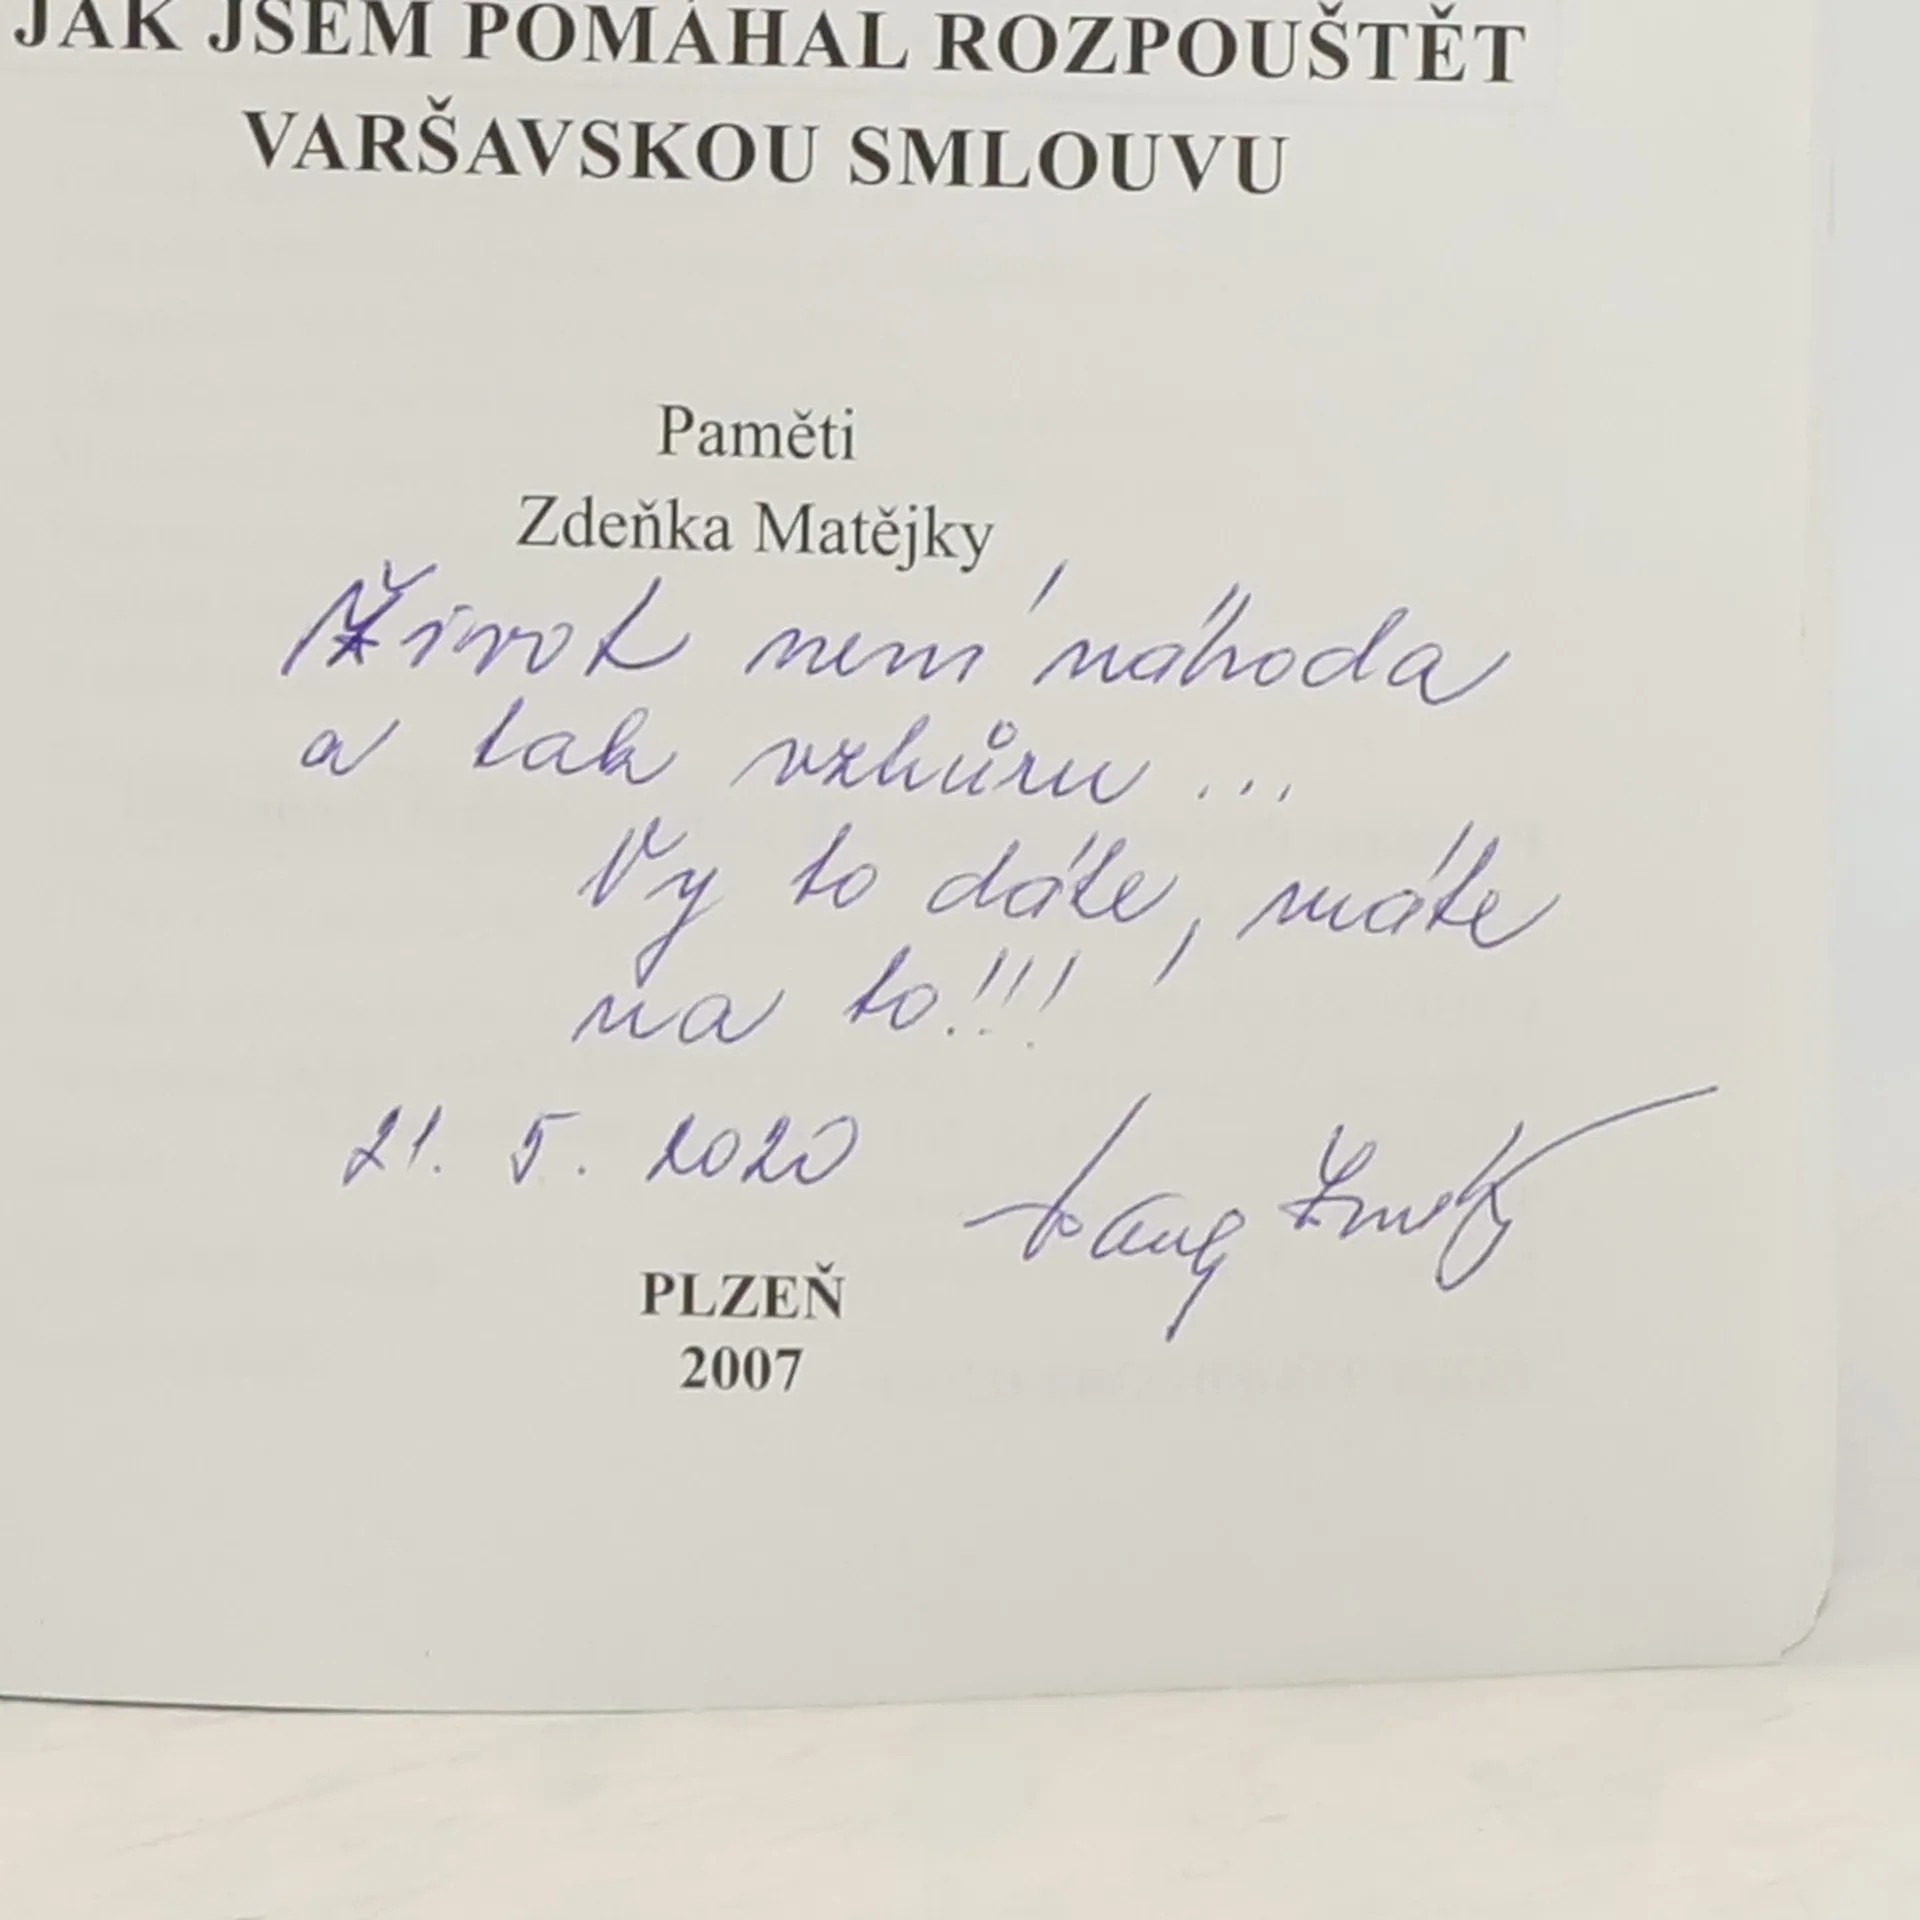 JAK JSEM POMÁHAL ROZPOUŠTĚT
VARŠAVSKOU SMLOUVU
Paměti
Zdeňka Matějky
Život není náhoda
a tak vzhůru...
Vy to dáte, máte
na to!!!
21. 5. 2020
PLZEŇ
2007